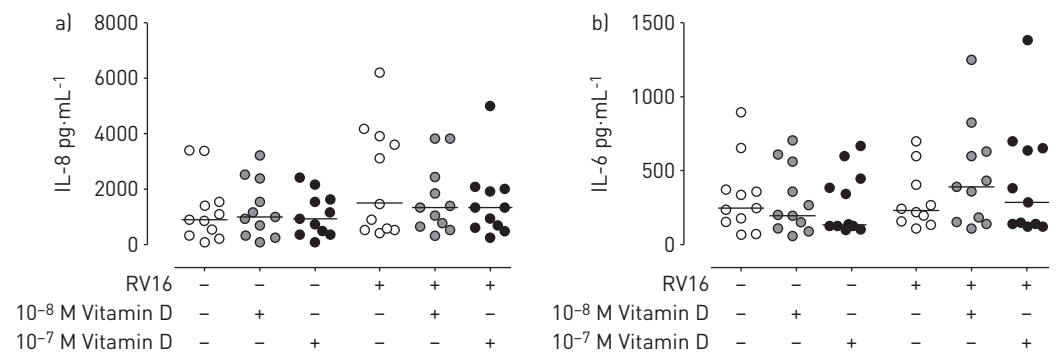 a)
8000
6000
4000
2000
0
IL-8 pg·mL⁻¹
b)
1500
1000
500
0
IL-6 pg·mL⁻¹
RV16 – – – + + +
10⁻⁸ M Vitamin D – + – – + –
10⁻⁷ M Vitamin D – – + – – +
RV16 – – – + + +
10⁻⁸ M Vitamin D – + – – + –
10⁻⁷ M Vitamin D – – + – – +